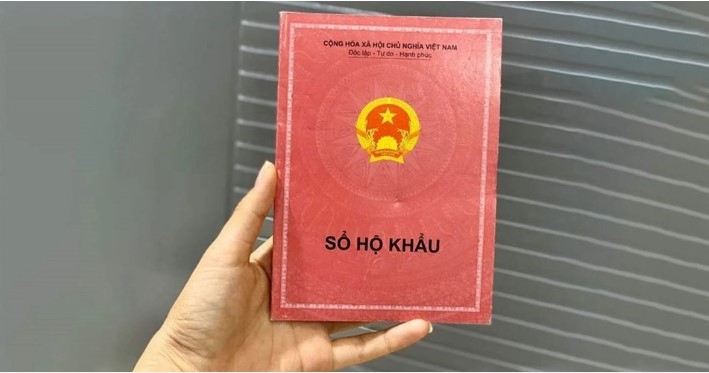 CỘNG HÒA XÃ HỘI CHỦ NGHĨA VIỆT NAM
Độc lập - Tự do - Hạnh phúc
SỔ HỘ KHẨU